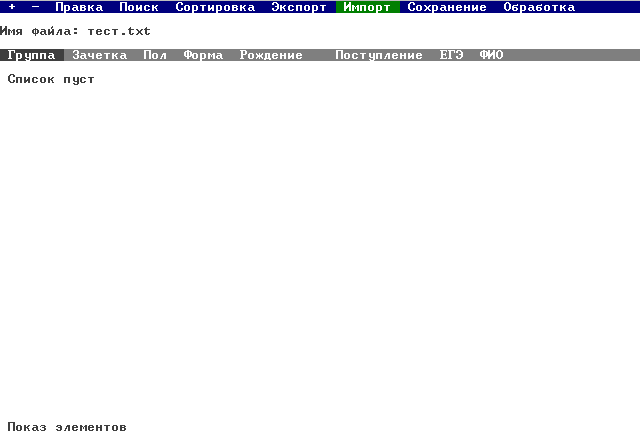 + − Правка Поиск Сортировка Экспорт Импорт Сохранение Обработка
Имя файла: тест.txt
Группа Зачетка Пол Форма Рождение Поступление ЕГЭ ФИО
Список пуст
Показ элементов